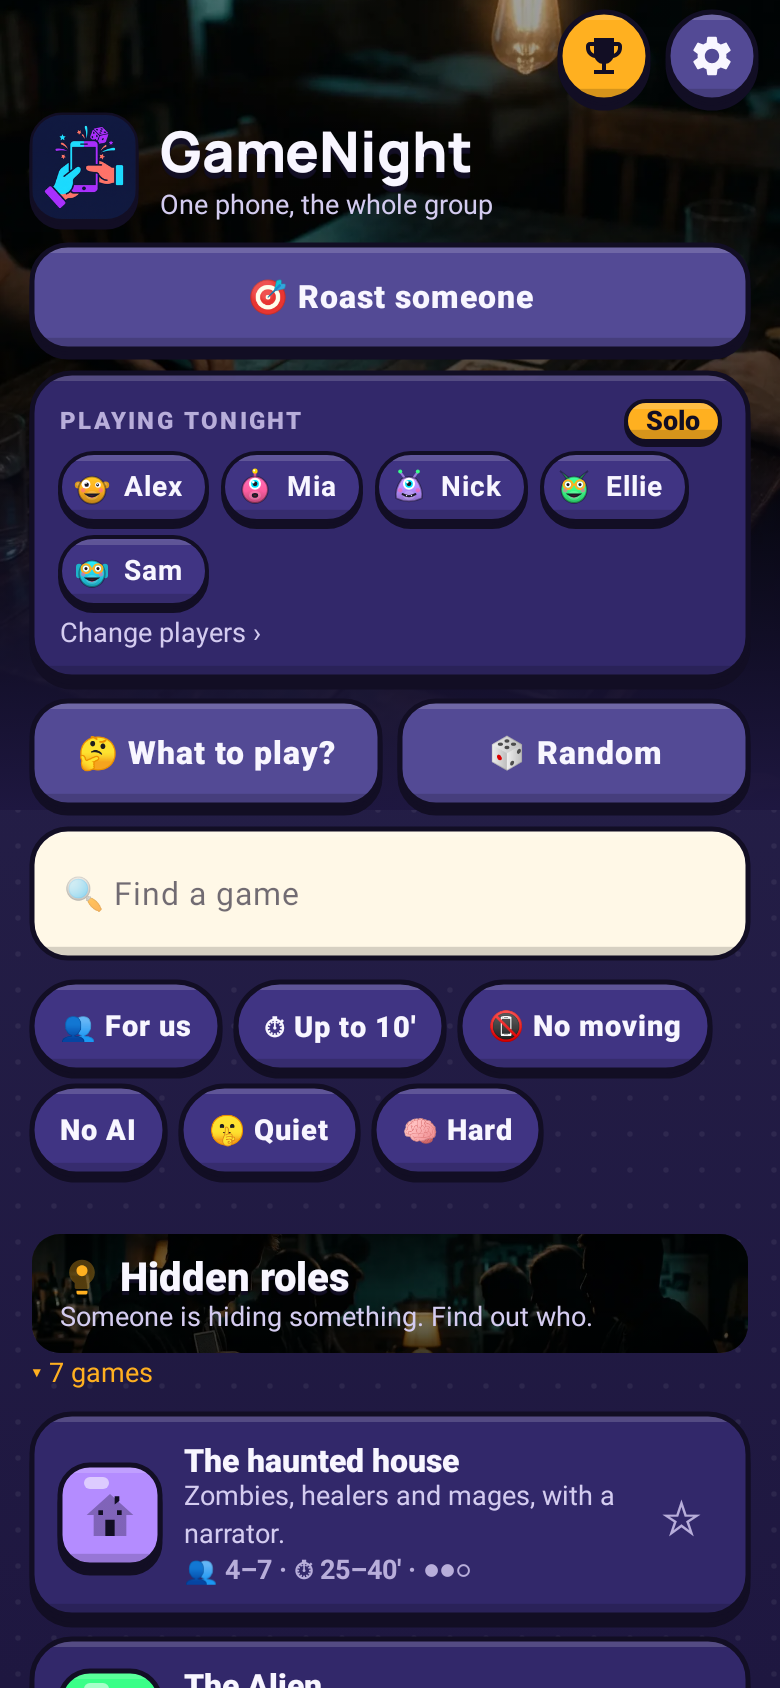 GameNight
One phone, the whole group
🎯 Roast someone
PLAYING TONIGHT
Solo
Alex
Mia
Nick
Ellie
Sam
Change players ›
🤔 What to play?
🎲 Random
🔍 Find a game
👥 For us
⏱ Up to 10'
📵 No moving
No AI
🤫 Quiet
🧠 Hard
Hidden roles
Someone is hiding something. Find out who.
▾ 7 games
The haunted house
Zombies, healers and mages, with a
narrator.
👥 4–7 · ⏱ 25–40' · ●●○
The Alien